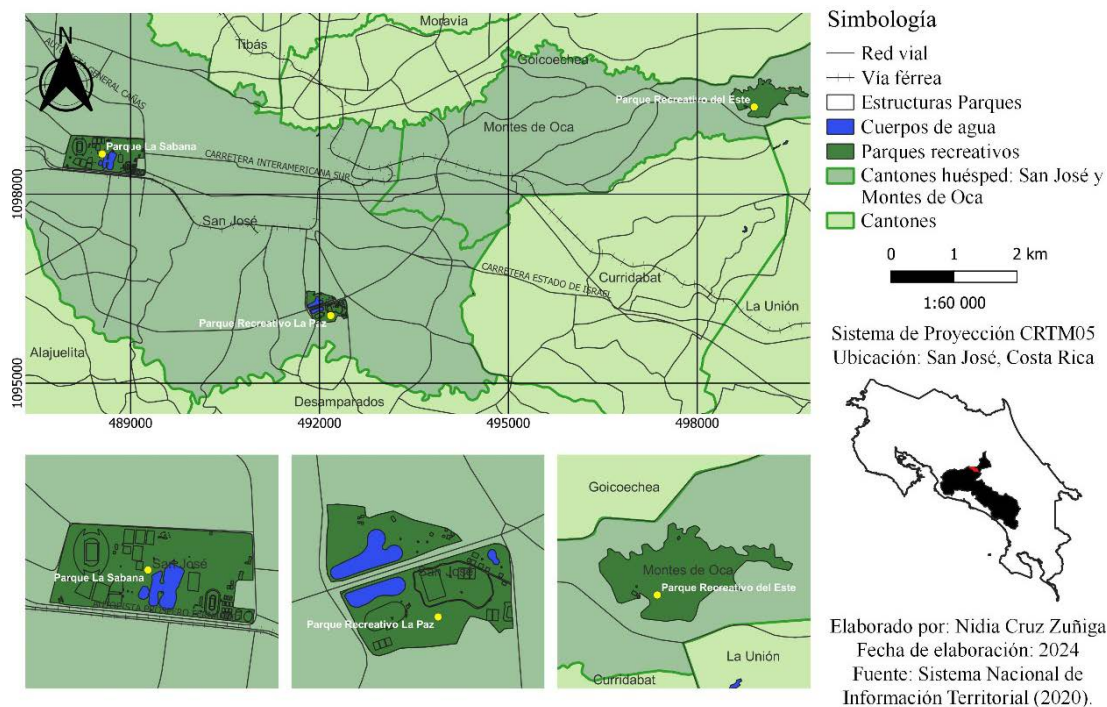 N
Tibás
Moravia
Goicoechea
AUTOPISTA GENERAL CAÑAS
Parque La Sabana
Parque Recreativo del Este
Montes de Oca
CARRETERA INTERAMERICANA SUR
San José
CARRETERA ESTADO DE ISRAEL
Curridabat
La Unión
Parque Recreativo La Paz
Alajuelita
Desamparados
1098000
1095000
489000
492000
495000
498000
San José
Parque La Sabana
San José
Parque Recreativo La Paz
Goicoechea
Montes de Oca
Parque Recreativo del Este
La Unión
Curridabat
Simbología
Red vial
Vía férrea
Estructuras Parques
Cuerpos de agua
Parques recreativos
Cantones huésped: San José y
Montes de Oca
Cantones
0 1 2 km
1:60 000
Sistema de Proyección CRTM05
Ubicación: San José, Costa Rica
Elaborado por: Nidia Cruz Zuñiga
Fecha de elaboración: 2024
Fuente: Sistema Nacional de
Información Territorial (2020).